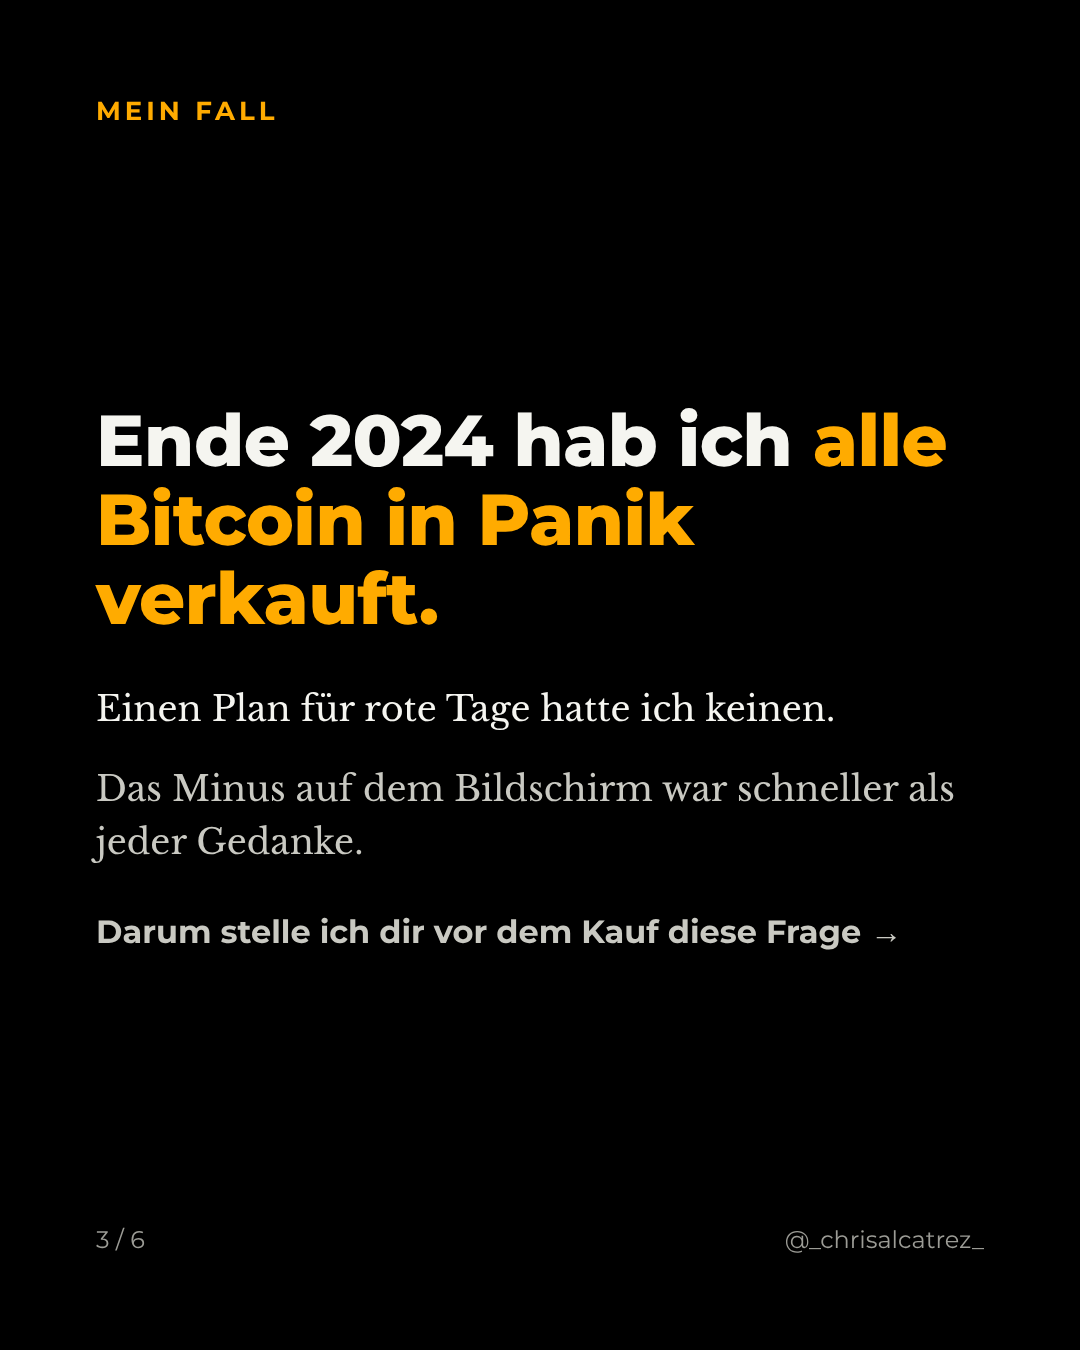 MEIN FALL
Ende 2024 hab ich alle
Bitcoin in Panik
verkauft.
Einen Plan für rote Tage hatte ich keinen.
Das Minus auf dem Bildschirm war schneller als
jeder Gedanke.
Darum stelle ich dir vor dem Kauf diese Frage →
3 / 6
@_chrisalcatrez_